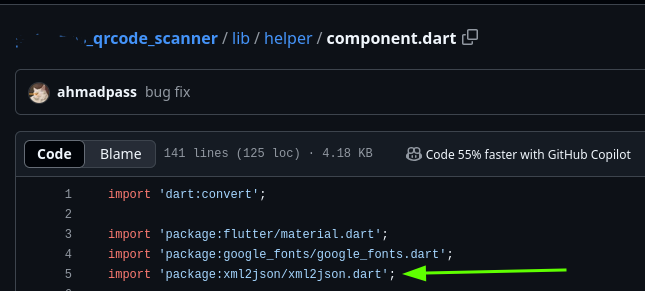 _qrcode_scanner / lib / helper / component.dart
ahmadpass bug fix
Code Blame 141 lines (125 loc) · 4.18 KB Code 55% faster with GitHub Copilot
1 import 'dart:convert';
2
3 import 'package:flutter/material.dart';
4 import 'package:google_fonts/google_fonts.dart';
5 import 'package:xml2json/xml2json.dart';